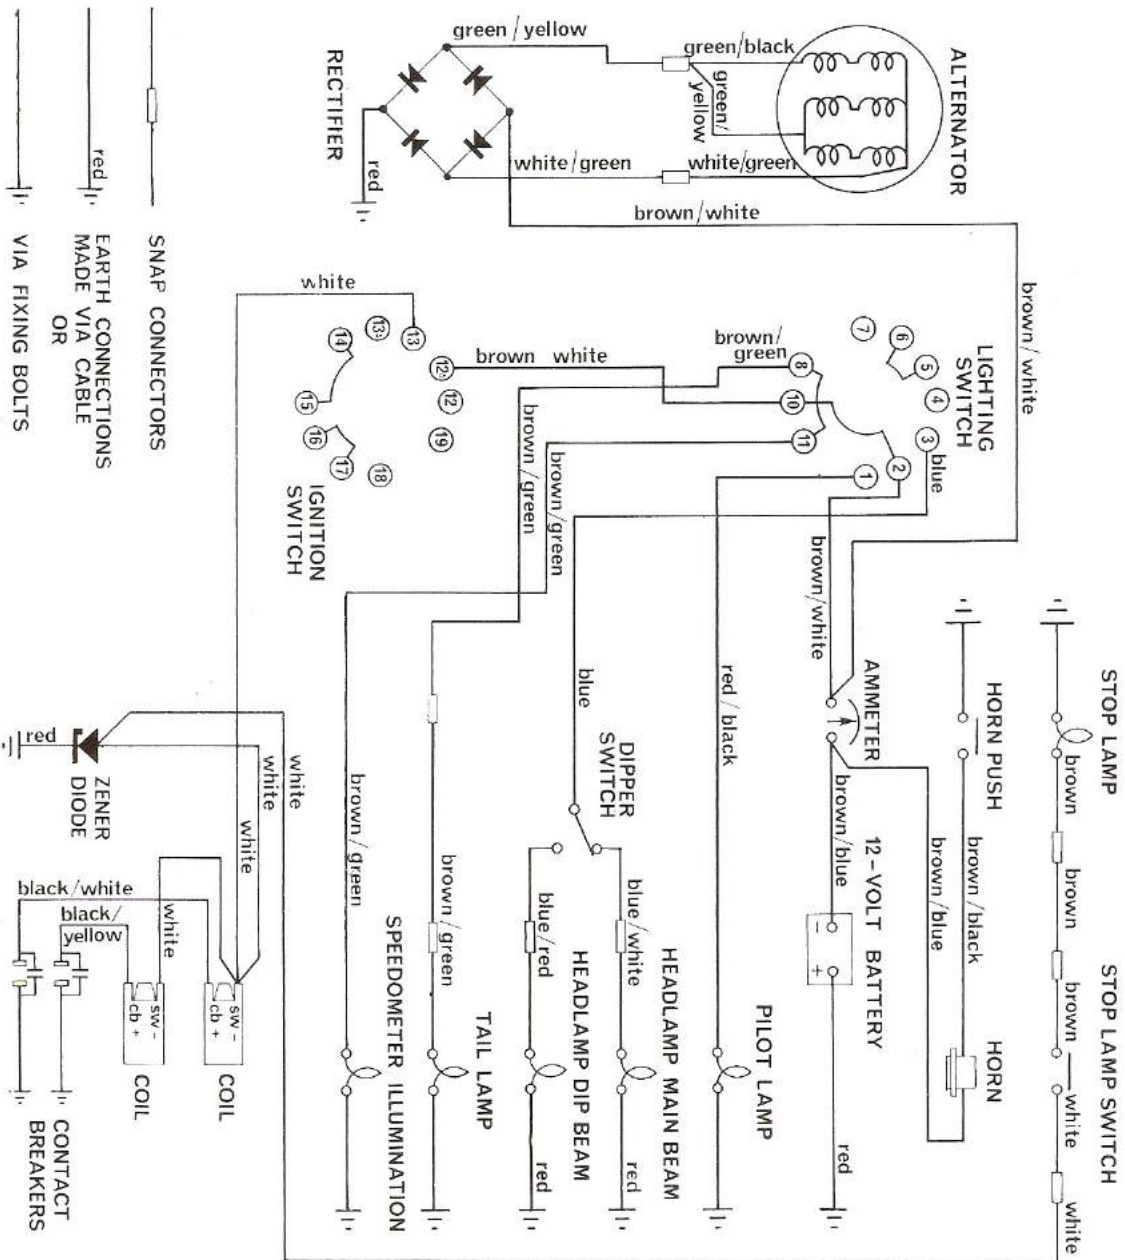 green / yellow
green/black
green/
yellow
ALTERNATOR
RECTIFIER
red
white/green
white/green
brown/white
red
SNAP CONNECTORS
EARTH CONNECTIONS
MADE VIA CABLE
OR
VIA FIXING BOLTS
white
13
13A
14
15
16
17
18
19
12
IGNITION
SWITCH
brown white
brown/
green
8
10
11
7
6
5
4
3
2
1
LIGHTING
SWITCH
brown/white
blue
brown/green
brown/green
brown/white
blue
red / black
AMMETER
HORN PUSH
STOP LAMP
brown
brown
brown
STOP LAMP SWITCH
white
white
brown/blue
brown/blue
brown/black
12-VOLT BATTERY
-
+
HORN
red
DIPPER
SWITCH
blue/white
blue/red
HEADLAMP MAIN BEAM
HEADLAMP DIP BEAM
PILOT LAMP
TAIL LAMP
SPEEDOMETER ILLUMINATION
brown/green
brown/green
red
red
red
ZENER
DIODE
white
white
white
white
black/white
black/
yellow
sw -
cb +
sw -
cb +
COIL
COIL
CONTACT
BREAKERS